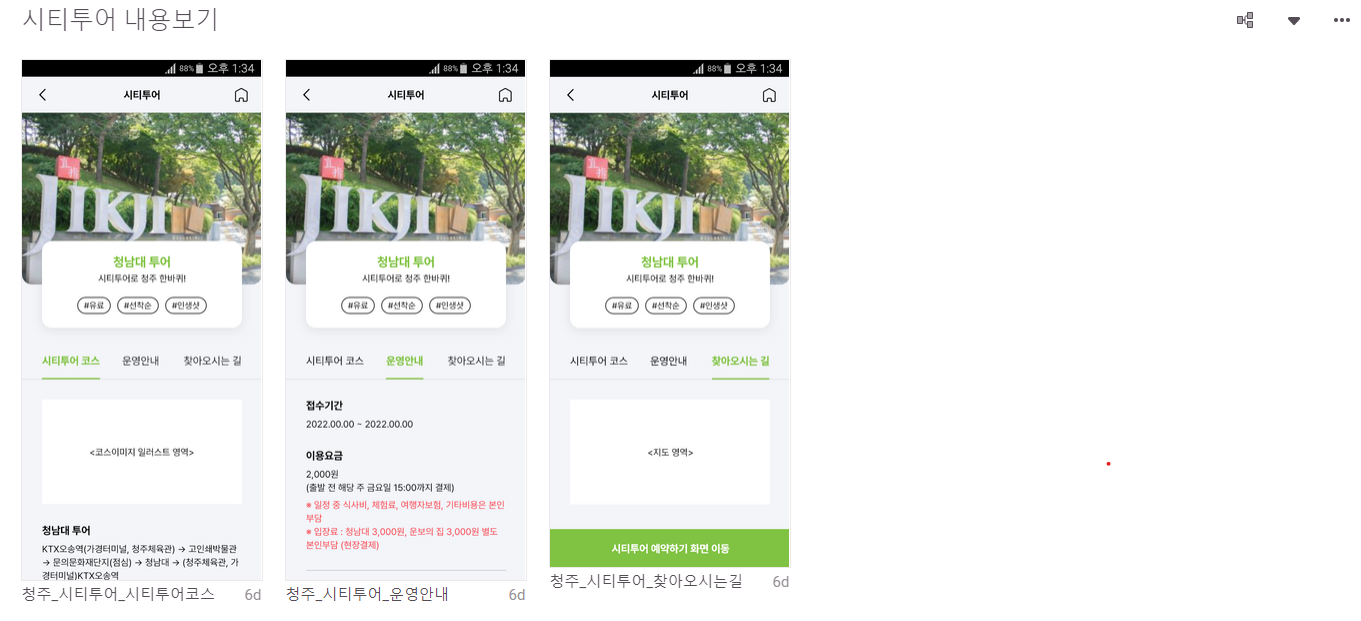 시티투어 내용보기
88% 오후 1:34
시티투어
JIKJI
청남대 투어
시티투어로 청주 한바퀴!
#유료 #선착순 #인생샷
시티투어 코스 운영안내 찾아오시는 길
<코스이미지 일러스트 영역>
청남대 투어
KTX오송역(가경터미널, 청주체육관) → 고인쇄박물관
→ 문의문화재단지(점심) → 청남대 → (청주체육관, 가
경터미널)KTX오송역
청주_시티투어_시티투어코스 6d
88% 오후 1:34
시티투어
JIKJI
청남대 투어
시티투어로 청주 한바퀴!
#유료 #선착순 #인생샷
시티투어 코스 운영안내 찾아오시는 길
접수기간
2022.00.00 ~ 2022.00.00
이용요금
2,000원
(출발 전 해당 주 금요일 15:00까지 결제)
※ 일정 중 식사비, 체험료, 여행자보험, 기타비용은 본인
부담
※ 입장료 : 청남대 3,000원, 운보의 집 3,000원 별도
본인부담 (현장결제)
청주_시티투어_운영안내 6d
88% 오후 1:34
시티투어
JIKJI
청남대 투어
시티투어로 청주 한바퀴!
#유료 #선착순 #인생샷
시티투어 코스 운영안내 찾아오시는 길
<지도 영역>
시티투어 예약하기 화면 이동
청주_시티투어_찾아오시는길 6d